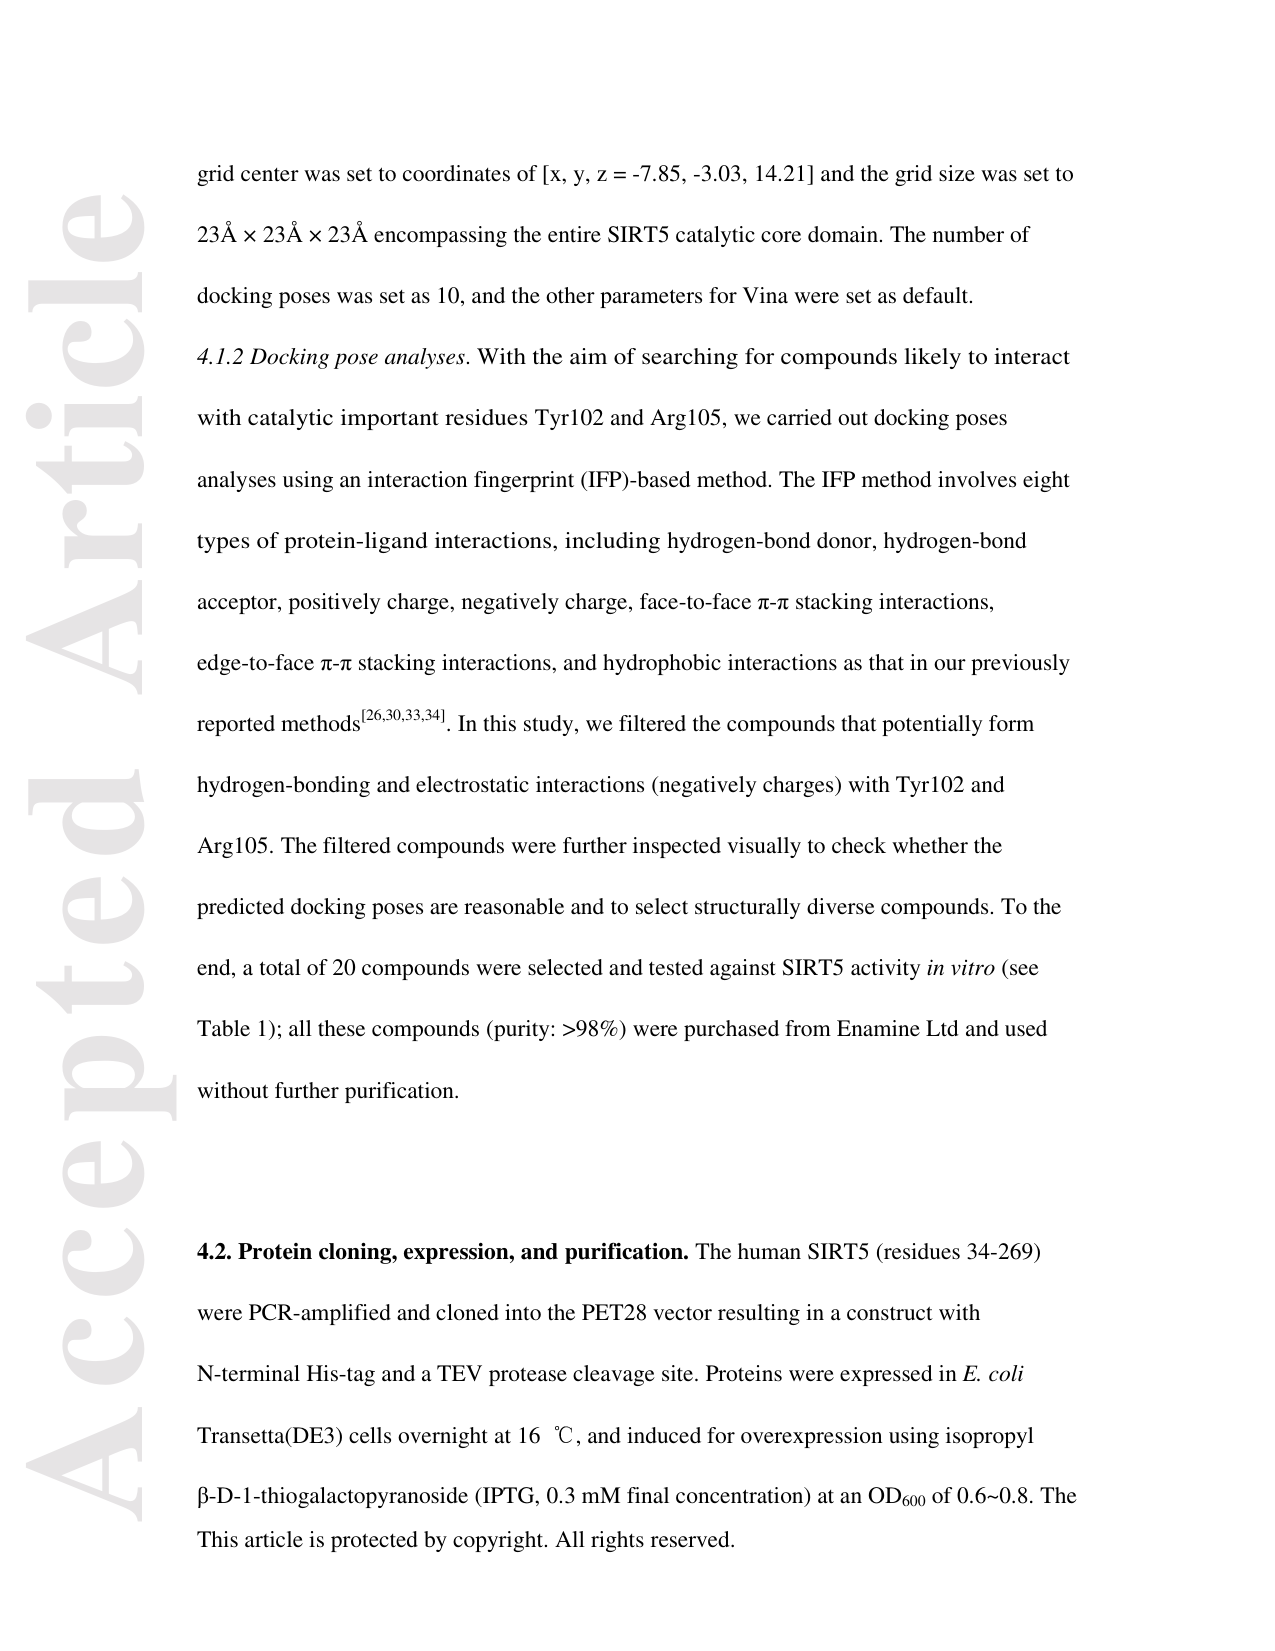 grid center was set to coordinates of [x, y, z = -7.85, -3.03, 14.21] and the grid size was set to
23Å × 23Å × 23Å encompassing the entire SIRT5 catalytic core domain. The number of
docking poses was set as 10, and the other parameters for Vina were set as default.
4.1.2 Docking pose analyses. With the aim of searching for compounds likely to interact
with catalytic important residues Tyr102 and Arg105, we carried out docking poses
analyses using an interaction fingerprint (IFP)-based method. The IFP method involves eight
types of protein-ligand interactions, including hydrogen-bond donor, hydrogen-bond
acceptor, positively charge, negatively charge, face-to-face π-π stacking interactions,
edge-to-face π-π stacking interactions, and hydrophobic interactions as that in our previously
reported methods[26,30,33,34]. In this study, we filtered the compounds that potentially form
hydrogen-bonding and electrostatic interactions (negatively charges) with Tyr102 and
Arg105. The filtered compounds were further inspected visually to check whether the
predicted docking poses are reasonable and to select structurally diverse compounds. To the
end, a total of 20 compounds were selected and tested against SIRT5 activity in vitro (see
Table 1); all these compounds (purity: >98%) were purchased from Enamine Ltd and used
without further purification.
4.2. Protein cloning, expression, and purification. The human SIRT5 (residues 34-269)
were PCR-amplified and cloned into the PET28 vector resulting in a construct with
N-terminal His-tag and a TEV protease cleavage site. Proteins were expressed in E. coli
Transetta(DE3) cells overnight at 16 ℃, and induced for overexpression using isopropyl
β-D-1-thiogalactopyranoside (IPTG, 0.3 mM final concentration) at an OD600 of 0.6~0.8. The
This article is protected by copyright. All rights reserved.
Accepted Article